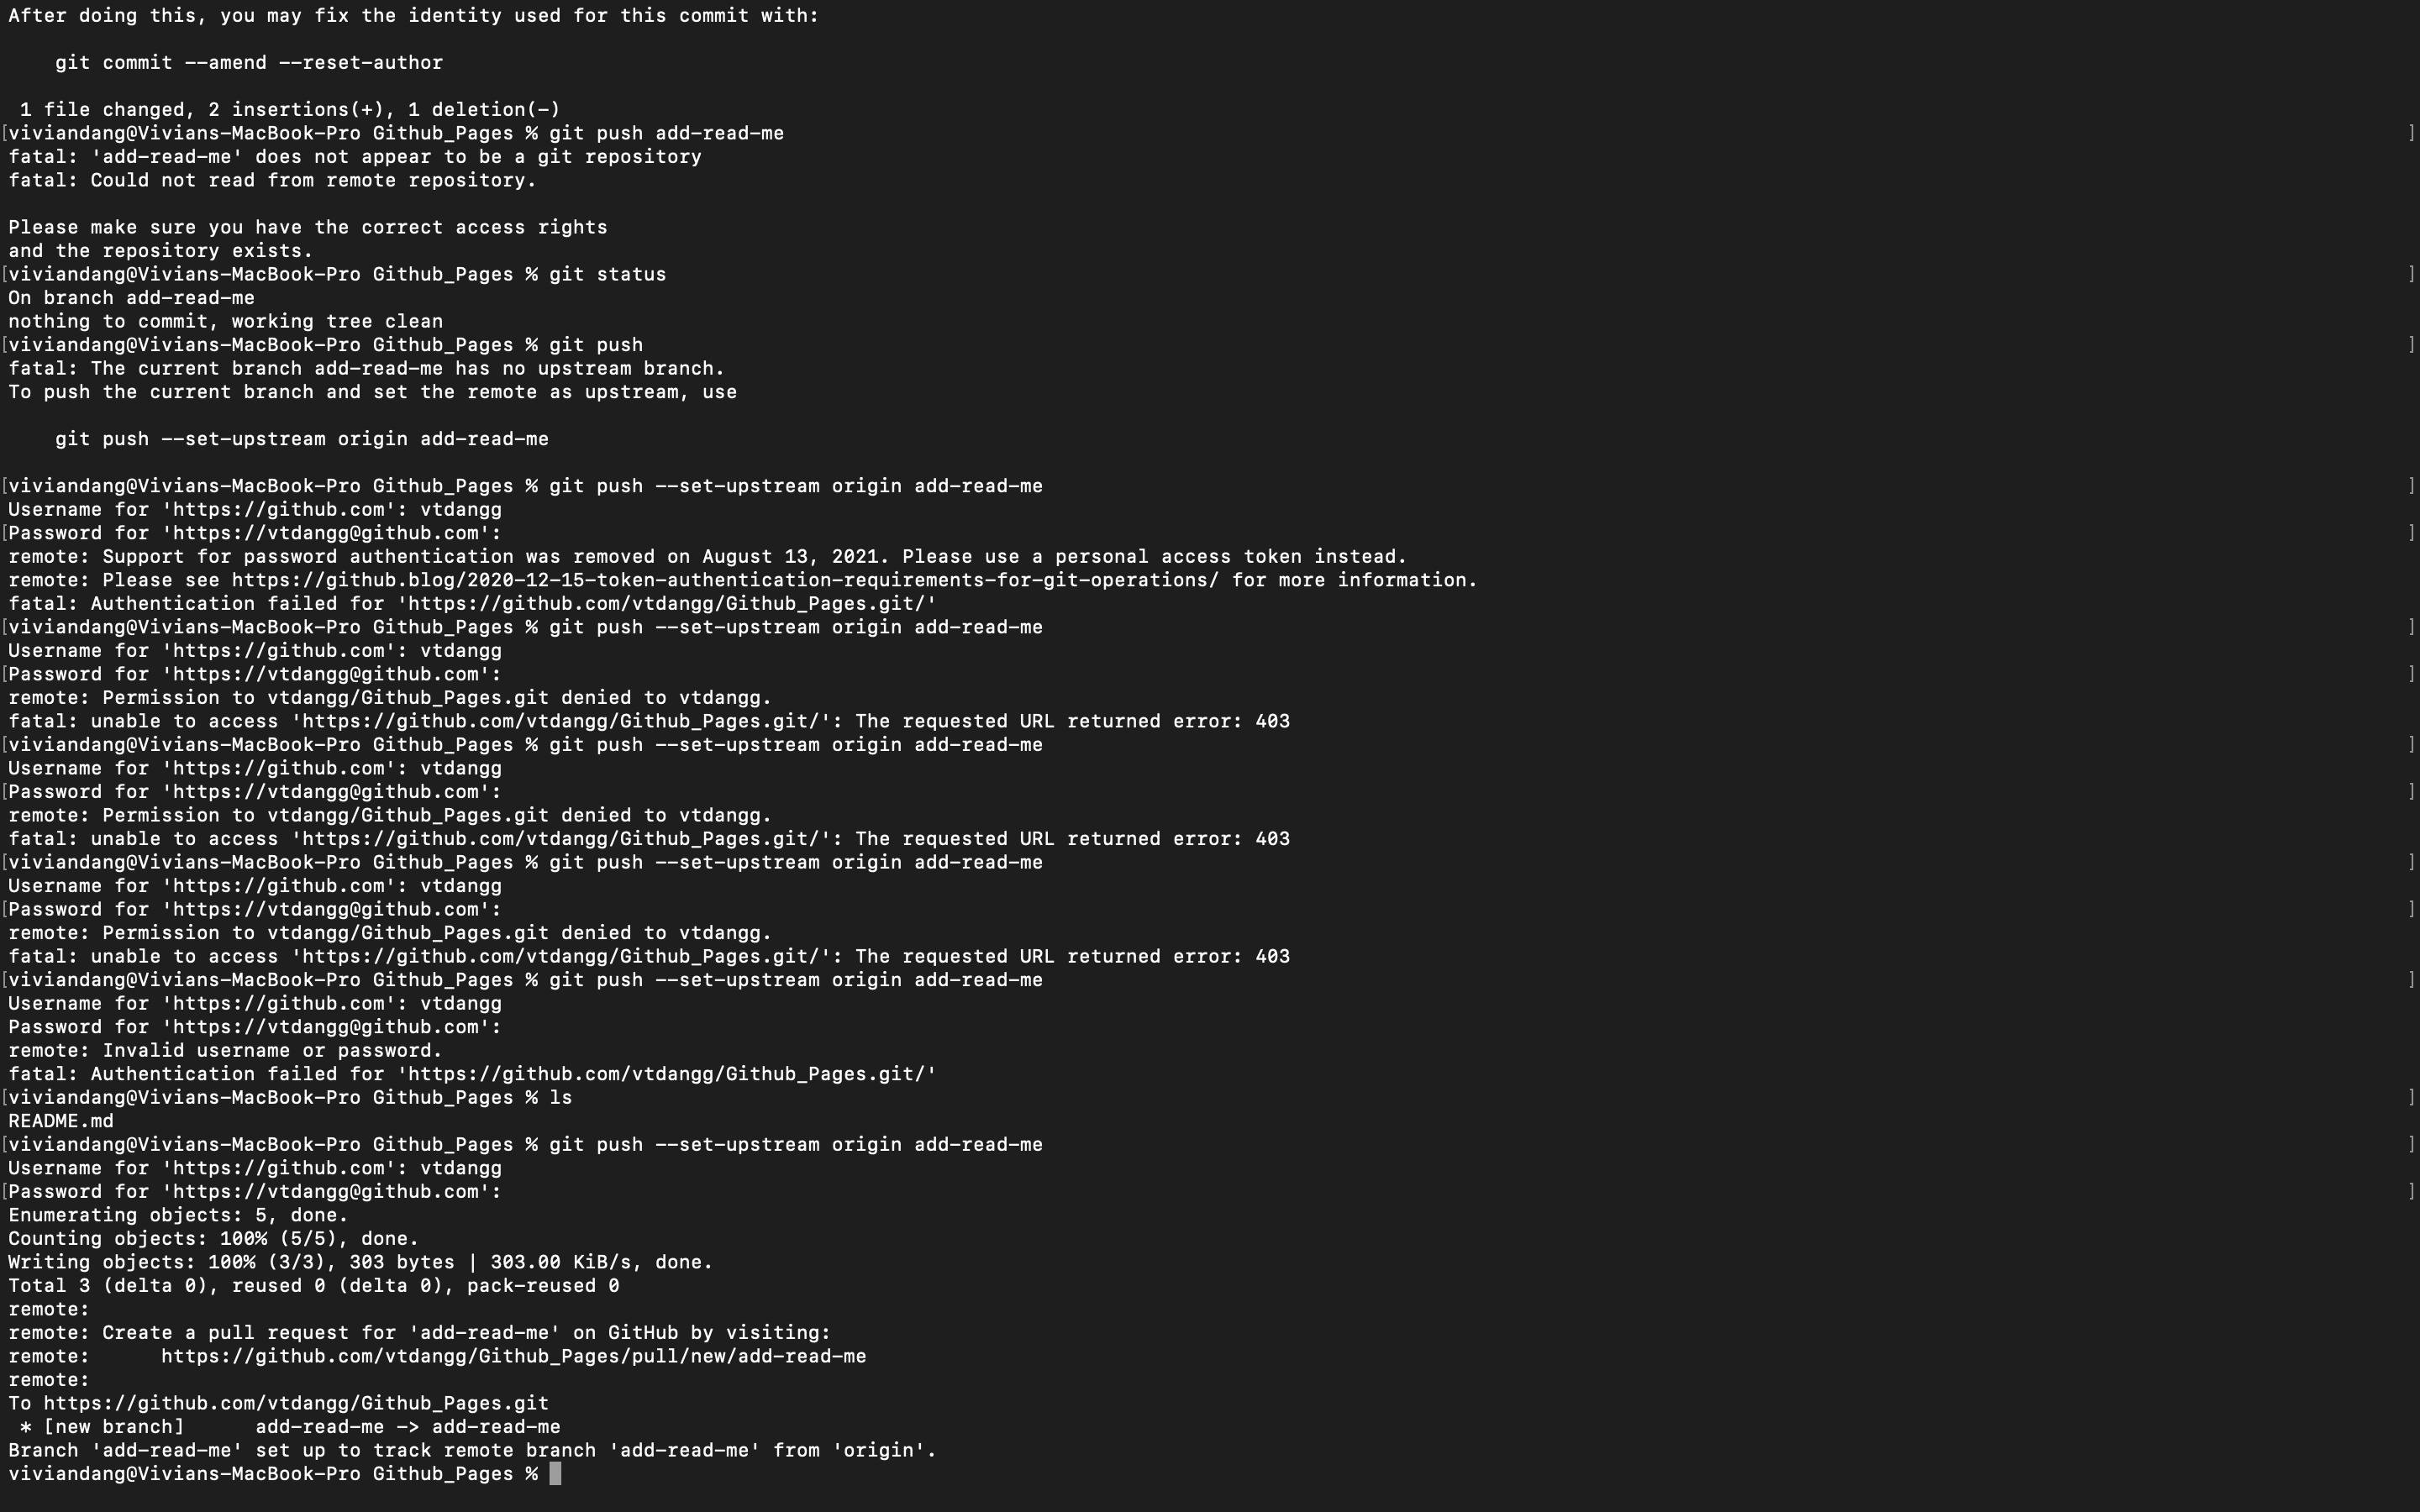 After doing this, you may fix the identity used for this commit with:
git commit --amend --reset-author
1 file changed, 2 insertions(+), 1 deletion(-)
[viviandang@Vivians-MacBook-Pro Github_Pages % git push add-read-me ]
fatal: 'add-read-me' does not appear to be a git repository
fatal: Could not read from remote repository.
Please make sure you have the correct access rights
and the repository exists.
[viviandang@Vivians-MacBook-Pro Github_Pages % git status ]
On branch add-read-me
nothing to commit, working tree clean
[viviandang@Vivians-MacBook-Pro Github_Pages % git push ]
fatal: The current branch add-read-me has no upstream branch.
To push the current branch and set the remote as upstream, use
git push --set-upstream origin add-read-me
[viviandang@Vivians-MacBook-Pro Github_Pages % git push --set-upstream origin add-read-me ]
Username for 'https://github.com': vtdangg
[Password for 'https://vtdangg@github.com': ]
remote: Support for password authentication was removed on August 13, 2021. Please use a personal access token instead.
remote: Please see https://github.blog/2020-12-15-token-authentication-requirements-for-git-operations/ for more information.
fatal: Authentication failed for 'https://github.com/vtdangg/Github_Pages.git/'
[viviandang@Vivians-MacBook-Pro Github_Pages % git push --set-upstream origin add-read-me ]
Username for 'https://github.com': vtdangg
[Password for 'https://vtdangg@github.com': ]
remote: Permission to vtdangg/Github_Pages.git denied to vtdangg.
fatal: unable to access 'https://github.com/vtdangg/Github_Pages.git/': The requested URL returned error: 403
[viviandang@Vivians-MacBook-Pro Github_Pages % git push --set-upstream origin add-read-me ]
Username for 'https://github.com': vtdangg
[Password for 'https://vtdangg@github.com': ]
remote: Permission to vtdangg/Github_Pages.git denied to vtdangg.
fatal: unable to access 'https://github.com/vtdangg/Github_Pages.git/': The requested URL returned error: 403
[viviandang@Vivians-MacBook-Pro Github_Pages % git push --set-upstream origin add-read-me ]
Username for 'https://github.com': vtdangg
[Password for 'https://vtdangg@github.com': ]
remote: Permission to vtdangg/Github_Pages.git denied to vtdangg.
fatal: unable to access 'https://github.com/vtdangg/Github_Pages.git/': The requested URL returned error: 403
[viviandang@Vivians-MacBook-Pro Github_Pages % git push --set-upstream origin add-read-me ]
Username for 'https://github.com': vtdangg
Password for 'https://vtdangg@github.com':
remote: Invalid username or password.
fatal: Authentication failed for 'https://github.com/vtdangg/Github_Pages.git/'
[viviandang@Vivians-MacBook-Pro Github_Pages % ls ]
README.md
[viviandang@Vivians-MacBook-Pro Github_Pages % git push --set-upstream origin add-read-me ]
Username for 'https://github.com': vtdangg
[Password for 'https://vtdangg@github.com': ]
Enumerating objects: 5, done.
Counting objects: 100% (5/5), done.
Writing objects: 100% (3/3), 303 bytes | 303.00 KiB/s, done.
Total 3 (delta 0), reused 0 (delta 0), pack-reused 0
remote:
remote: Create a pull request for 'add-read-me' on GitHub by visiting:
remote: https://github.com/vtdangg/Github_Pages/pull/new/add-read-me
remote:
To https://github.com/vtdangg/Github_Pages.git
* [new branch] add-read-me -> add-read-me
Branch 'add-read-me' set up to track remote branch 'add-read-me' from 'origin'.
viviandang@Vivians-MacBook-Pro Github_Pages %